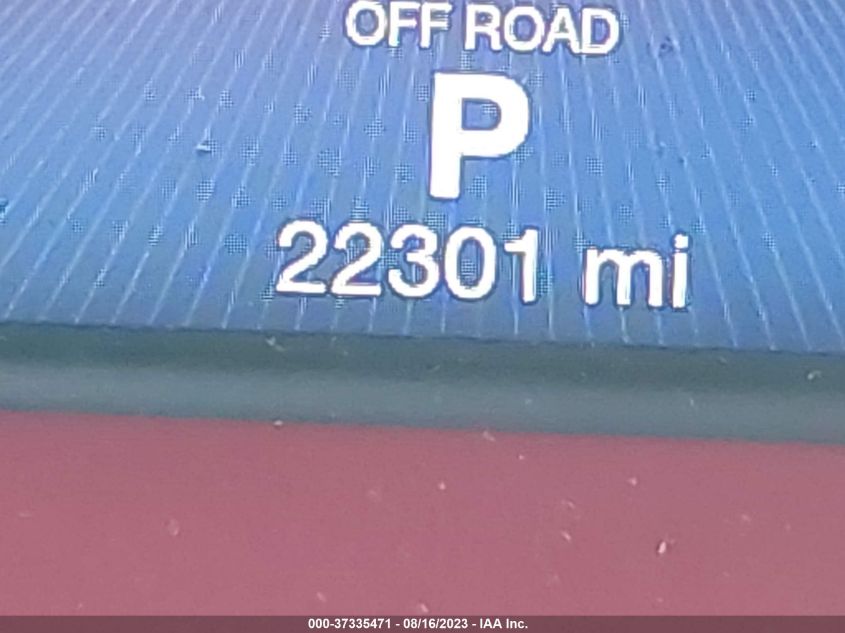 OFF ROAD
P
22301 mi
000-37335471 - 08/16/2023 - IAA Inc.